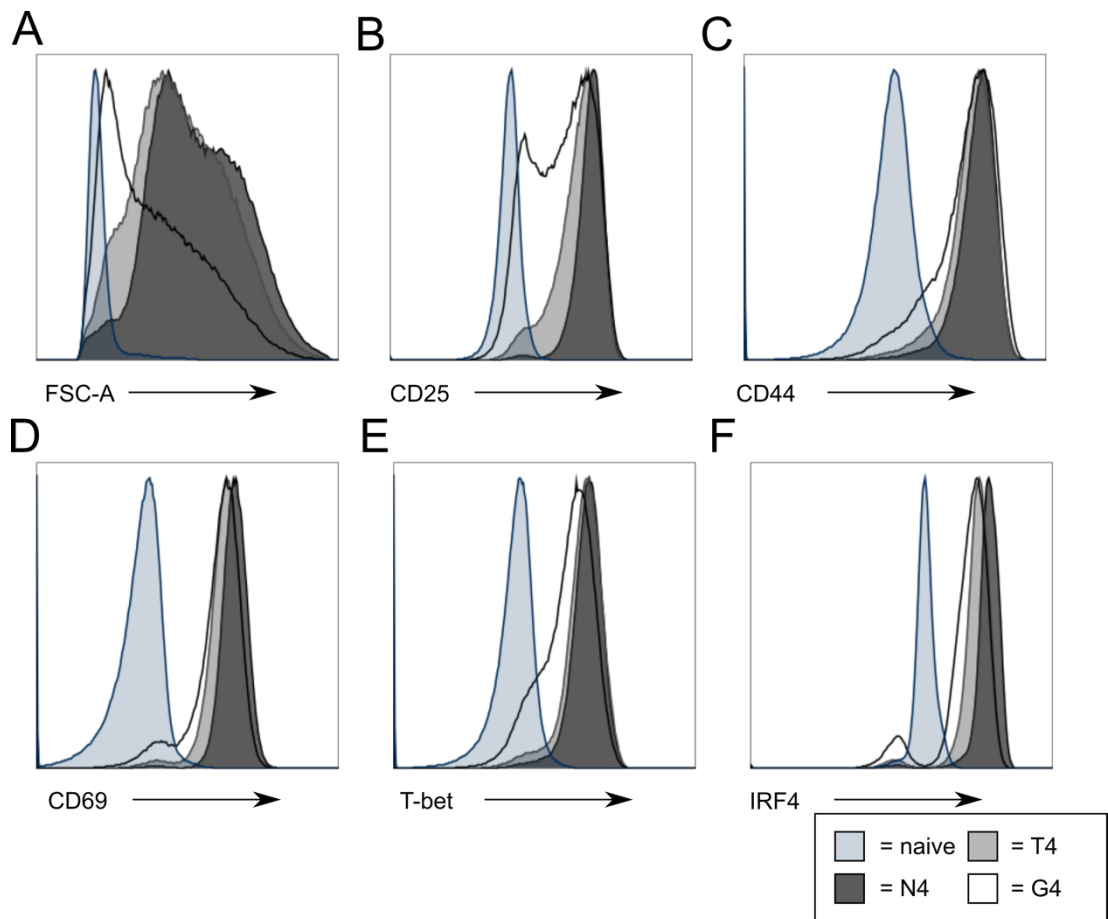 A
B
C
FSC-A
CD25
CD44
D
E
F
CD69
T-bet
IRF4
= naive
= T4
= N4
= G4